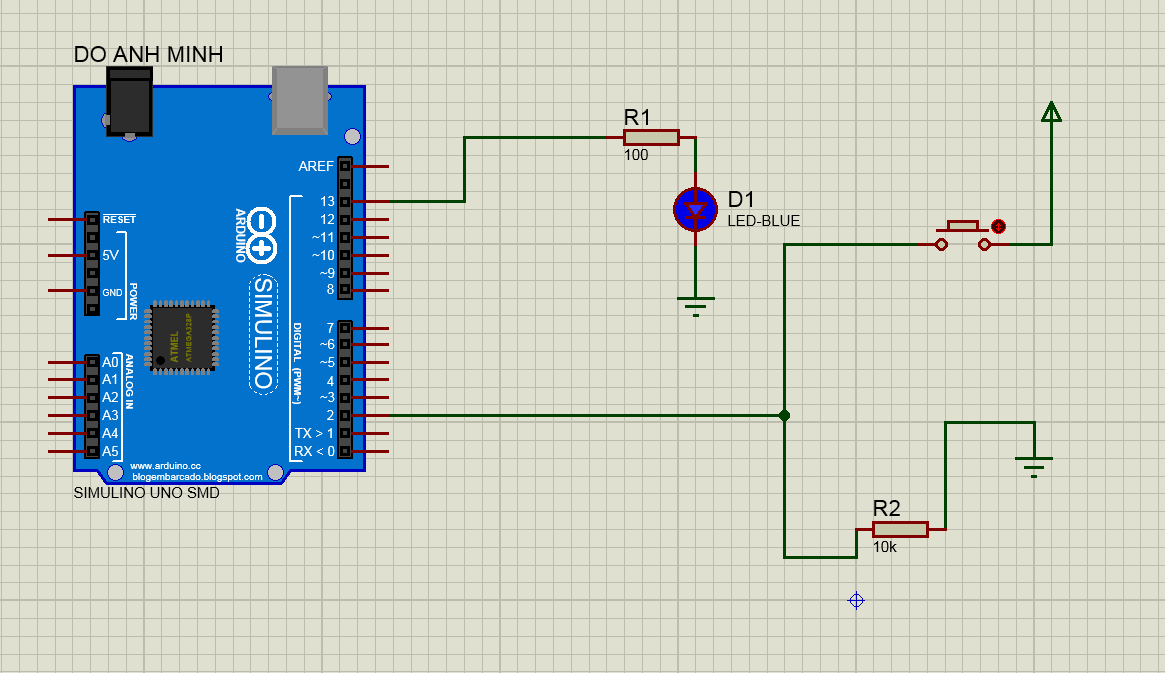 DO ANH MINH
AREF
13
12
~11
~10
~9
8
7
~6
~5
4
~3
2
TX > 1
RX < 0
DIGITAL (PWM~)
RESET
5V
GND
POWER
A0
A1
A2
A3
A4
A5
ANALOG IN
ARDUINO
SIMULINO
ATMEL
ATMEGA328P
www.arduino.cc
blogembarcado.blogspot.com
SIMULINO UNO SMD
R1
100
D1
LED-BLUE
R2
10k